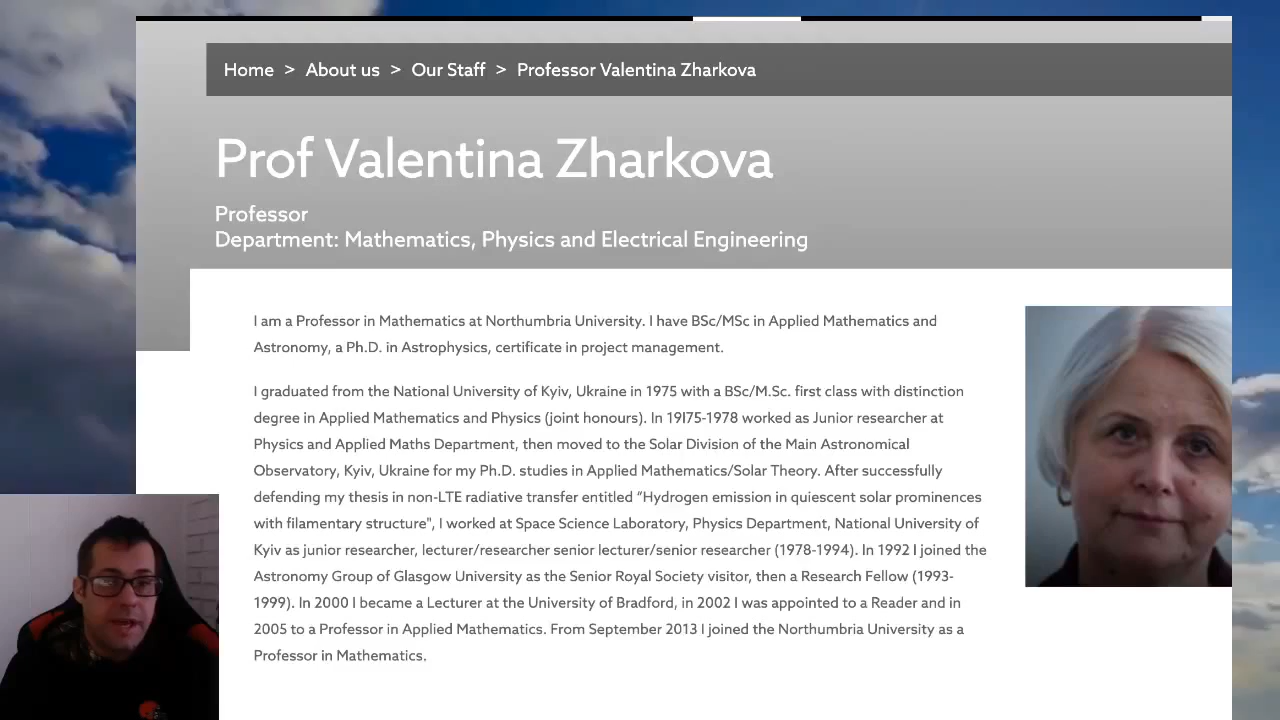 Home > About us > Our Staff > Professor Valentina Zharkova
Prof Valentina Zharkova
Professor
Department: Mathematics, Physics and Electrical Engineering
I am a Professor in Mathematics at Northumbria University. I have BSc/MSc in Applied Mathematics and
Astronomy, a Ph.D. in Astrophysics, certificate in project management.
I graduated from the National University of Kyiv, Ukraine in 1975 with a BSc/M.Sc. first class with distinction
degree in Applied Mathematics and Physics (joint honours). In 19l75-1978 worked as Junior researcher at
Physics and Applied Maths Department, then moved to the Solar Division of the Main Astronomical
Observatory, Kyiv, Ukraine for my Ph.D. studies in Applied Mathematics/Solar Theory. After successfully
defending my thesis in non-LTE radiative transfer entitled “Hydrogen emission in quiescent solar prominences
with filamentary structure", I worked at Space Science Laboratory, Physics Department, National University of
Kyiv as junior researcher, lecturer/researcher senior lecturer/senior researcher (1978-1994). In 1992 I joined the
Astronomy Group of Glasgow University as the Senior Royal Society visitor, then a Research Fellow (1993-
1999). In 2000 I became a Lecturer at the University of Bradford, in 2002 I was appointed to a Reader and in
2005 to a Professor in Applied Mathematics. From September 2013 I joined the Northumbria University as a
Professor in Mathematics.